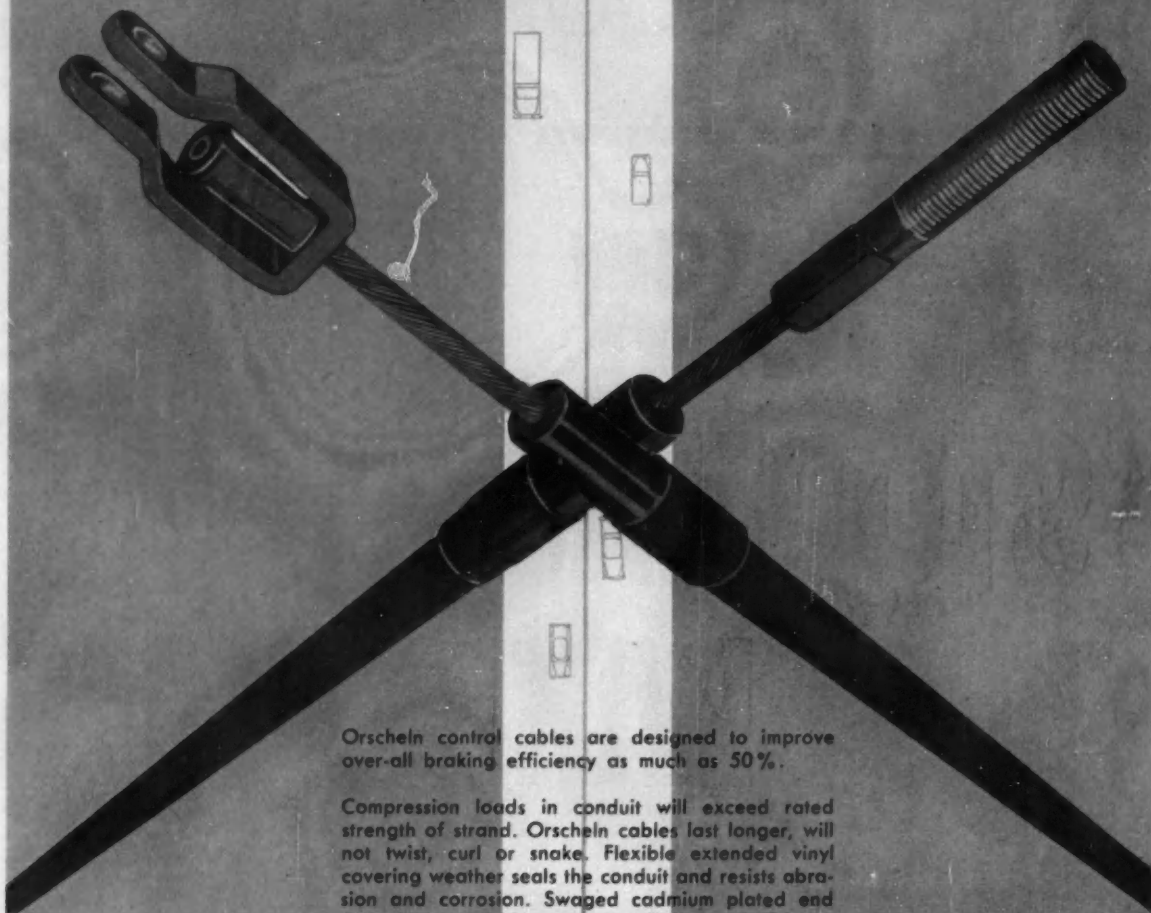 Orscheln control cables are designed to improve
over-all braking efficiency as much as 50%.
Compression loads in conduit will exceed rated
strength of strand. Orscheln cables last longer, will
not twist, curl or snake. Flexible extended vinyl
covering weather seals the conduit and resists abra-
sion and corrosion. Swaged cadmium plated end